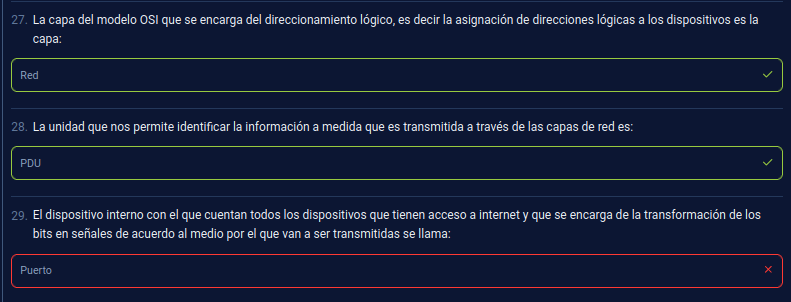 27. La capa del modelo OSI que se encarga del direccionamiento lógico, es decir la asignación de direcciones lógicas a los dispositivos es la
capa:
Red
28. La unidad que nos permite identificar la información a medida que es transmitida a través de las capas de red es:
PDU
29. El dispositivo interno con el que cuentan todos los dispositivos que tienen acceso a internet y que se encarga de la transformación de los
bits en señales de acuerdo al medio por el que van a ser transmitidas se llama:
Puerto